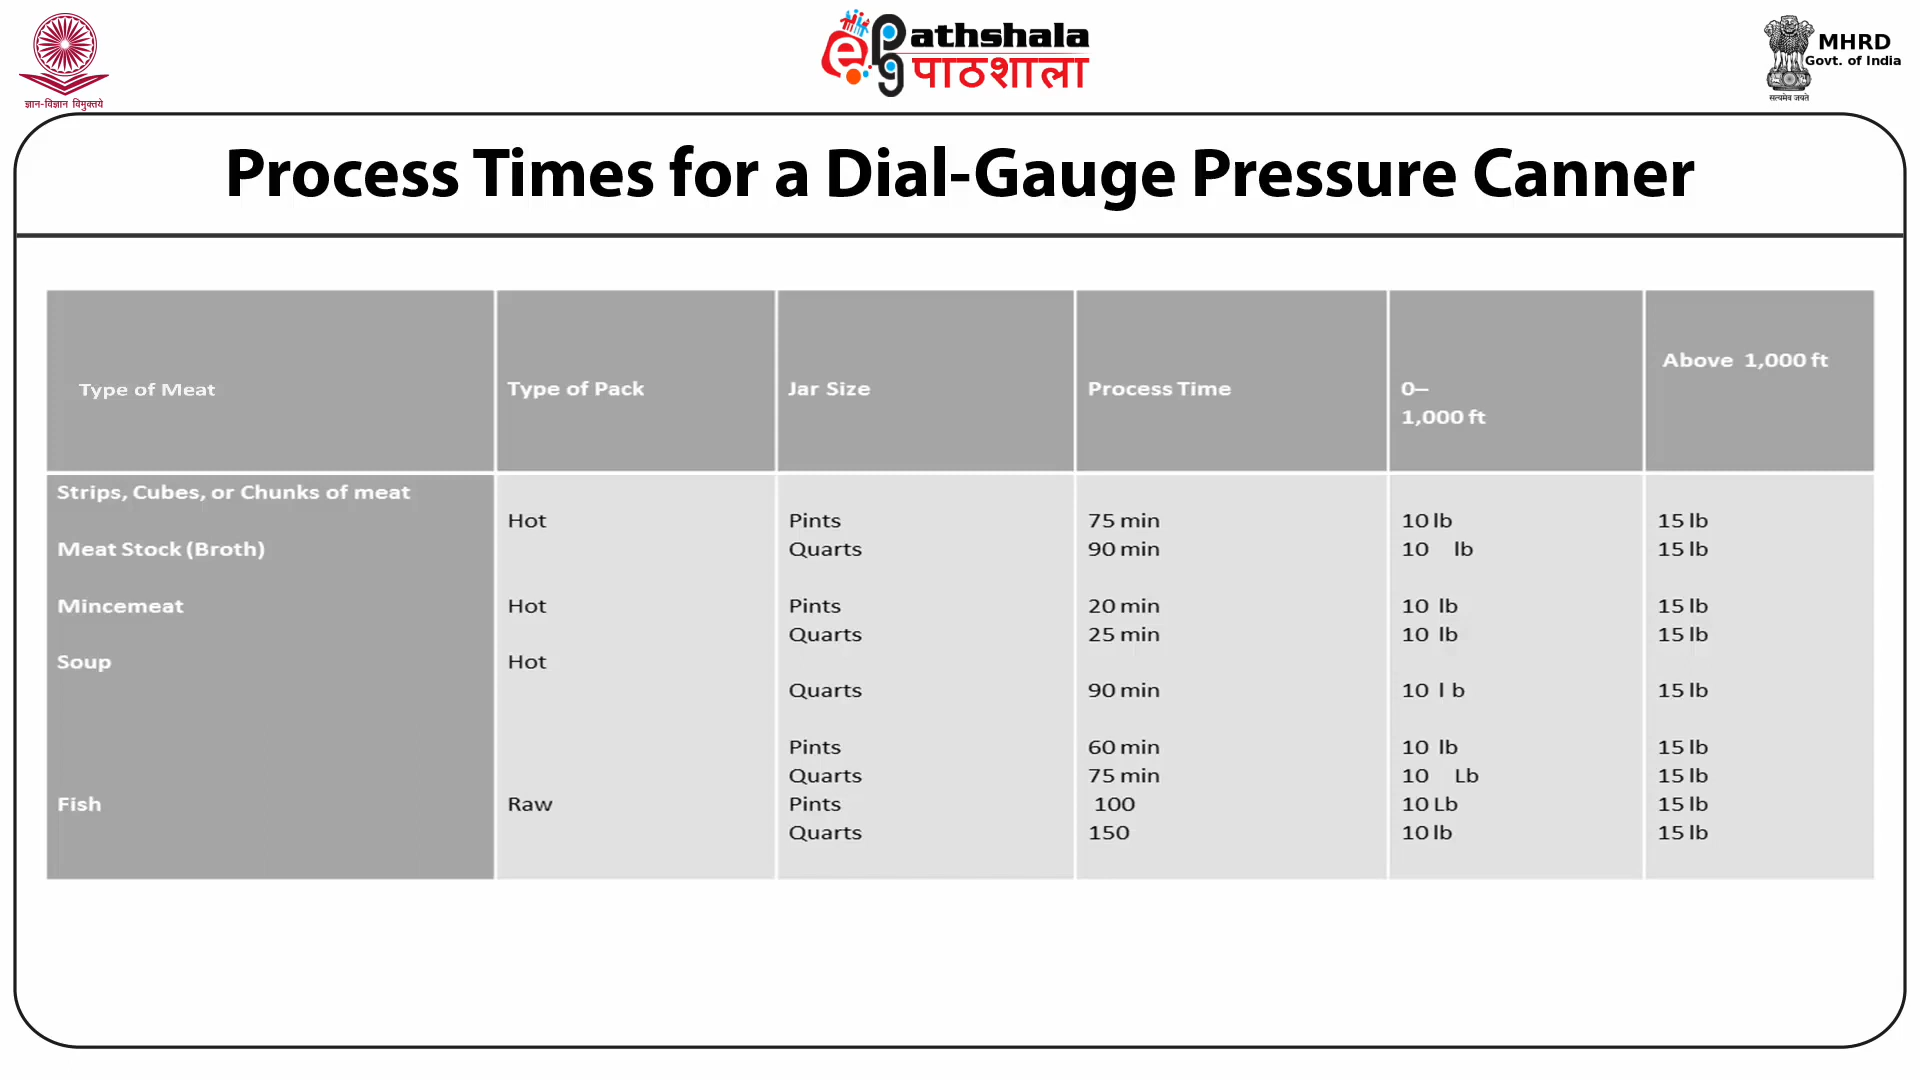 ज्ञान-विज्ञान विमुक्तये
ePathshala
पाठशाला
MHRD
Govt. of India
सत्यमेव जयते
Process Times for a Dial-Gauge Pressure Canner
Above 1,000 ft
Type of Meat Type of Pack Jar Size Process Time 0–
1,000 ft
Strips, Cubes, or Chunks of meat
Hot Pints 75 min 10 lb 15 lb
Meat Stock (Broth) Quarts 90 min 10 lb 15 lb
Mincemeat Hot Pints 20 min 10 lb 15 lb
Quarts 25 min 10 lb 15 lb
Soup Hot
Quarts 90 min 10 l b 15 lb
Pints 60 min 10 lb 15 lb
Quarts 75 min 10 Lb 15 lb
Fish Raw Pints 100 10 Lb 15 lb
Quarts 150 10 lb 15 lb